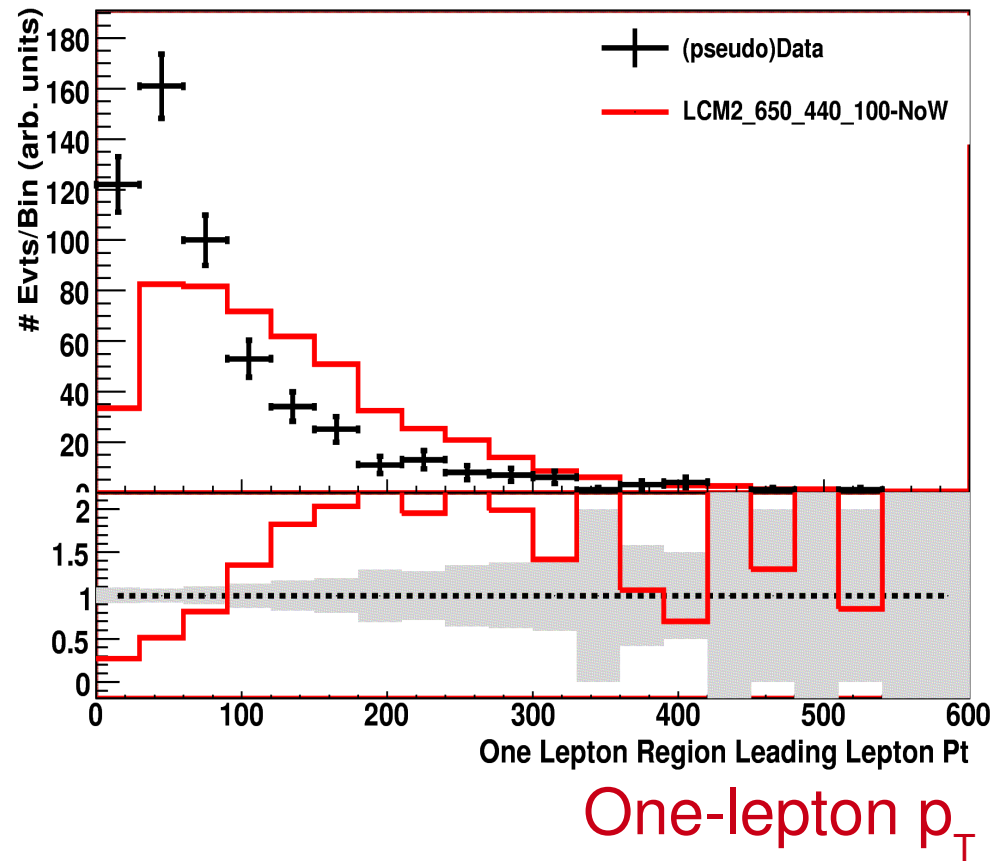 # Evts/Bin (arb. units)
180
160
140
120
100
80
60
40
20
0
(pseudo)Data
LCM2_650_440_100-NoW
2
1.5
1
0.5
0
0 100 200 300 400 500 600
One Lepton Region Leading Lepton Pt
One-lepton p_T